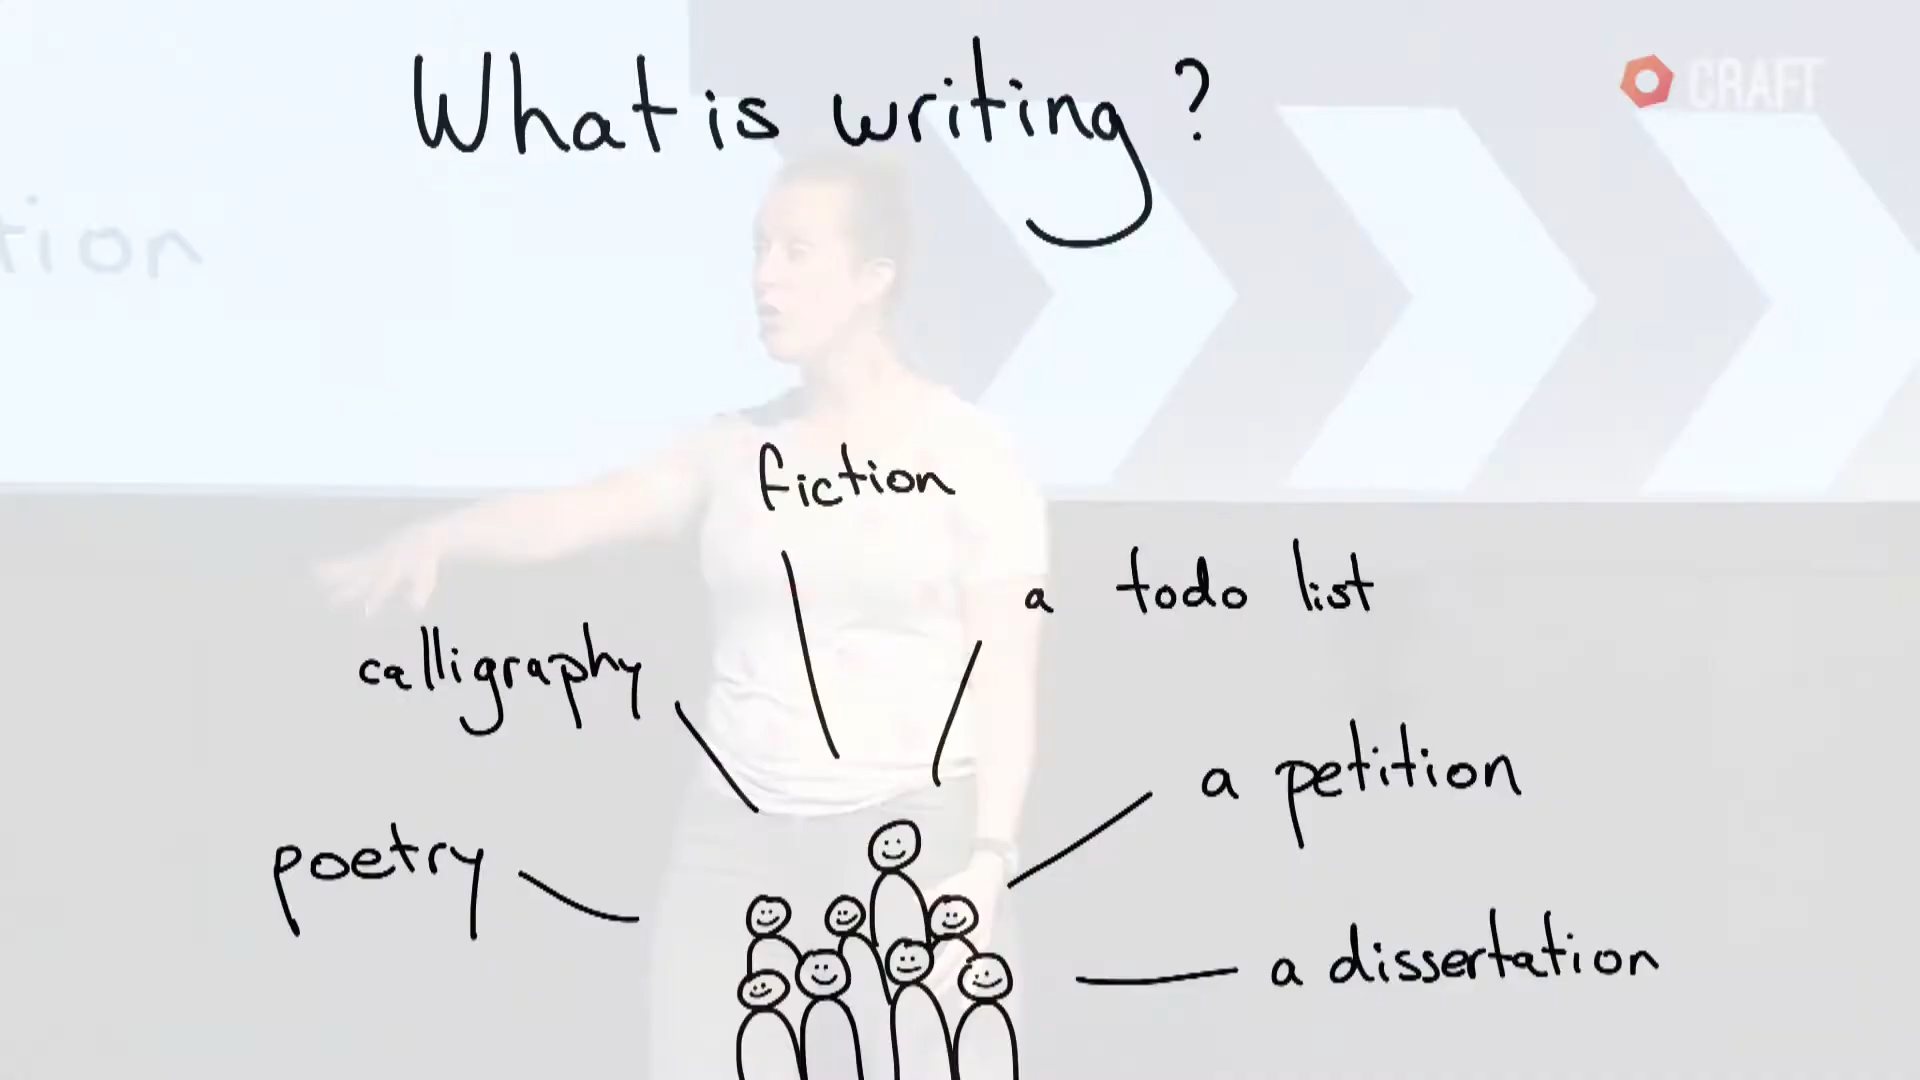 What is writing?
CRAFT
tion
fiction
a todo list
calligraphy
a petition
poetry
a dissertation